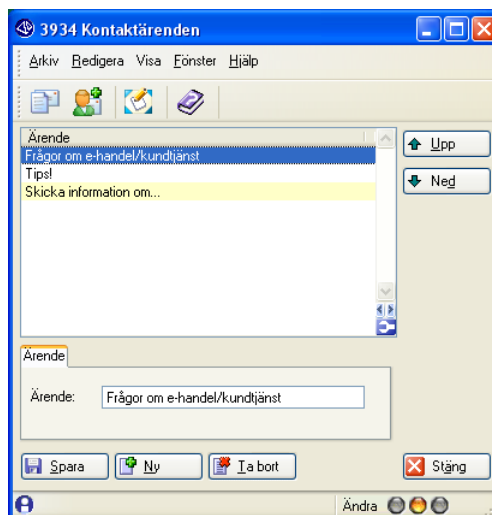 3934 Kontaktärenden
Arkiv Redigera Visa Fönster Hjälp
Ärende
Frågor om e-handel/kundtjänst
Tips!
Skicka information om...
Upp
Ned
Ärende
Ärende: Frågor om e-handel/kundtjänst
Spara Ny Ta bort Stäng
Ändra